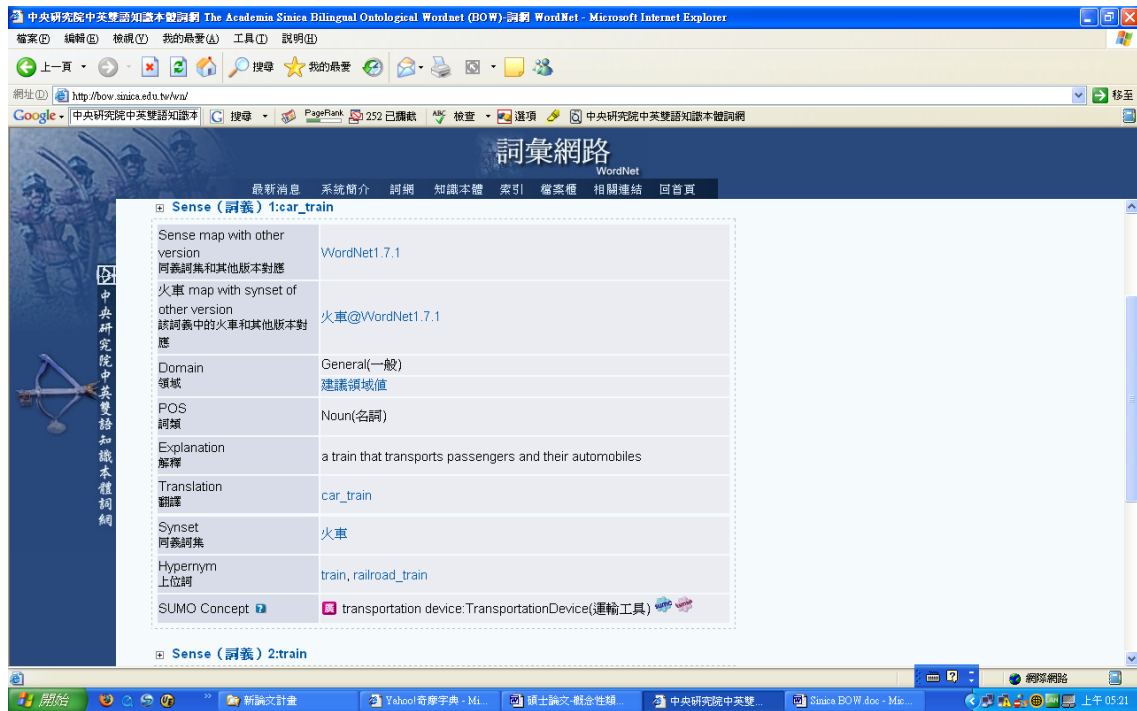 中央研究院中英雙語知識本體詞網 The Academia Sinica Bilingual Ontological Wordnet (BOW)-詞網 WordNet - Microsoft Internet Explorer
檔案(F) 編輯(E) 檢視(V) 我的最愛(A) 工具(T) 說明(H)
上一頁 搜尋 我的最愛
網址(D) http://bow.sinica.edu.tw/wn/ 移至
Google 中央研究院中英雙語知識本 搜尋 PageRank 252 已攔截 ABC 檢查 選項 中央研究院中英雙語知識本體詞網
詞彙網路
WordNet
最新消息 系統簡介 詞網 知識本體 索引 檔案櫃 相關連結 回首頁
Sense (詞義) 1:car_train
Sense map with other
version
同義詞集和其他版本對應
WordNet1.7.1
火車 map with synset of
other version
該詞義中的火車和其他版本對
應
火車@WordNet1.7.1
Domain
領域
General(一般)
建議領域值
POS
詞類
Noun(名詞)
Explanation
解釋
a train that transports passengers and their automobiles
Translation
翻譯
car_train
Synset
同義詞集
火車
Hypernym
上位詞
train, railroad_train
SUMO Concept ?
transportation device:TransportationDevice(運輸工具)
Sense (詞義) 2:train
中央研究院中英雙語知識本體詞網
網際網路
開始 新論文計畫 Yahoo!奇摩字典 - Mi... 碩士論文-概念性類... 中央研究院中英雙... Sinica BOW.doc - Mic... 上午 05:21